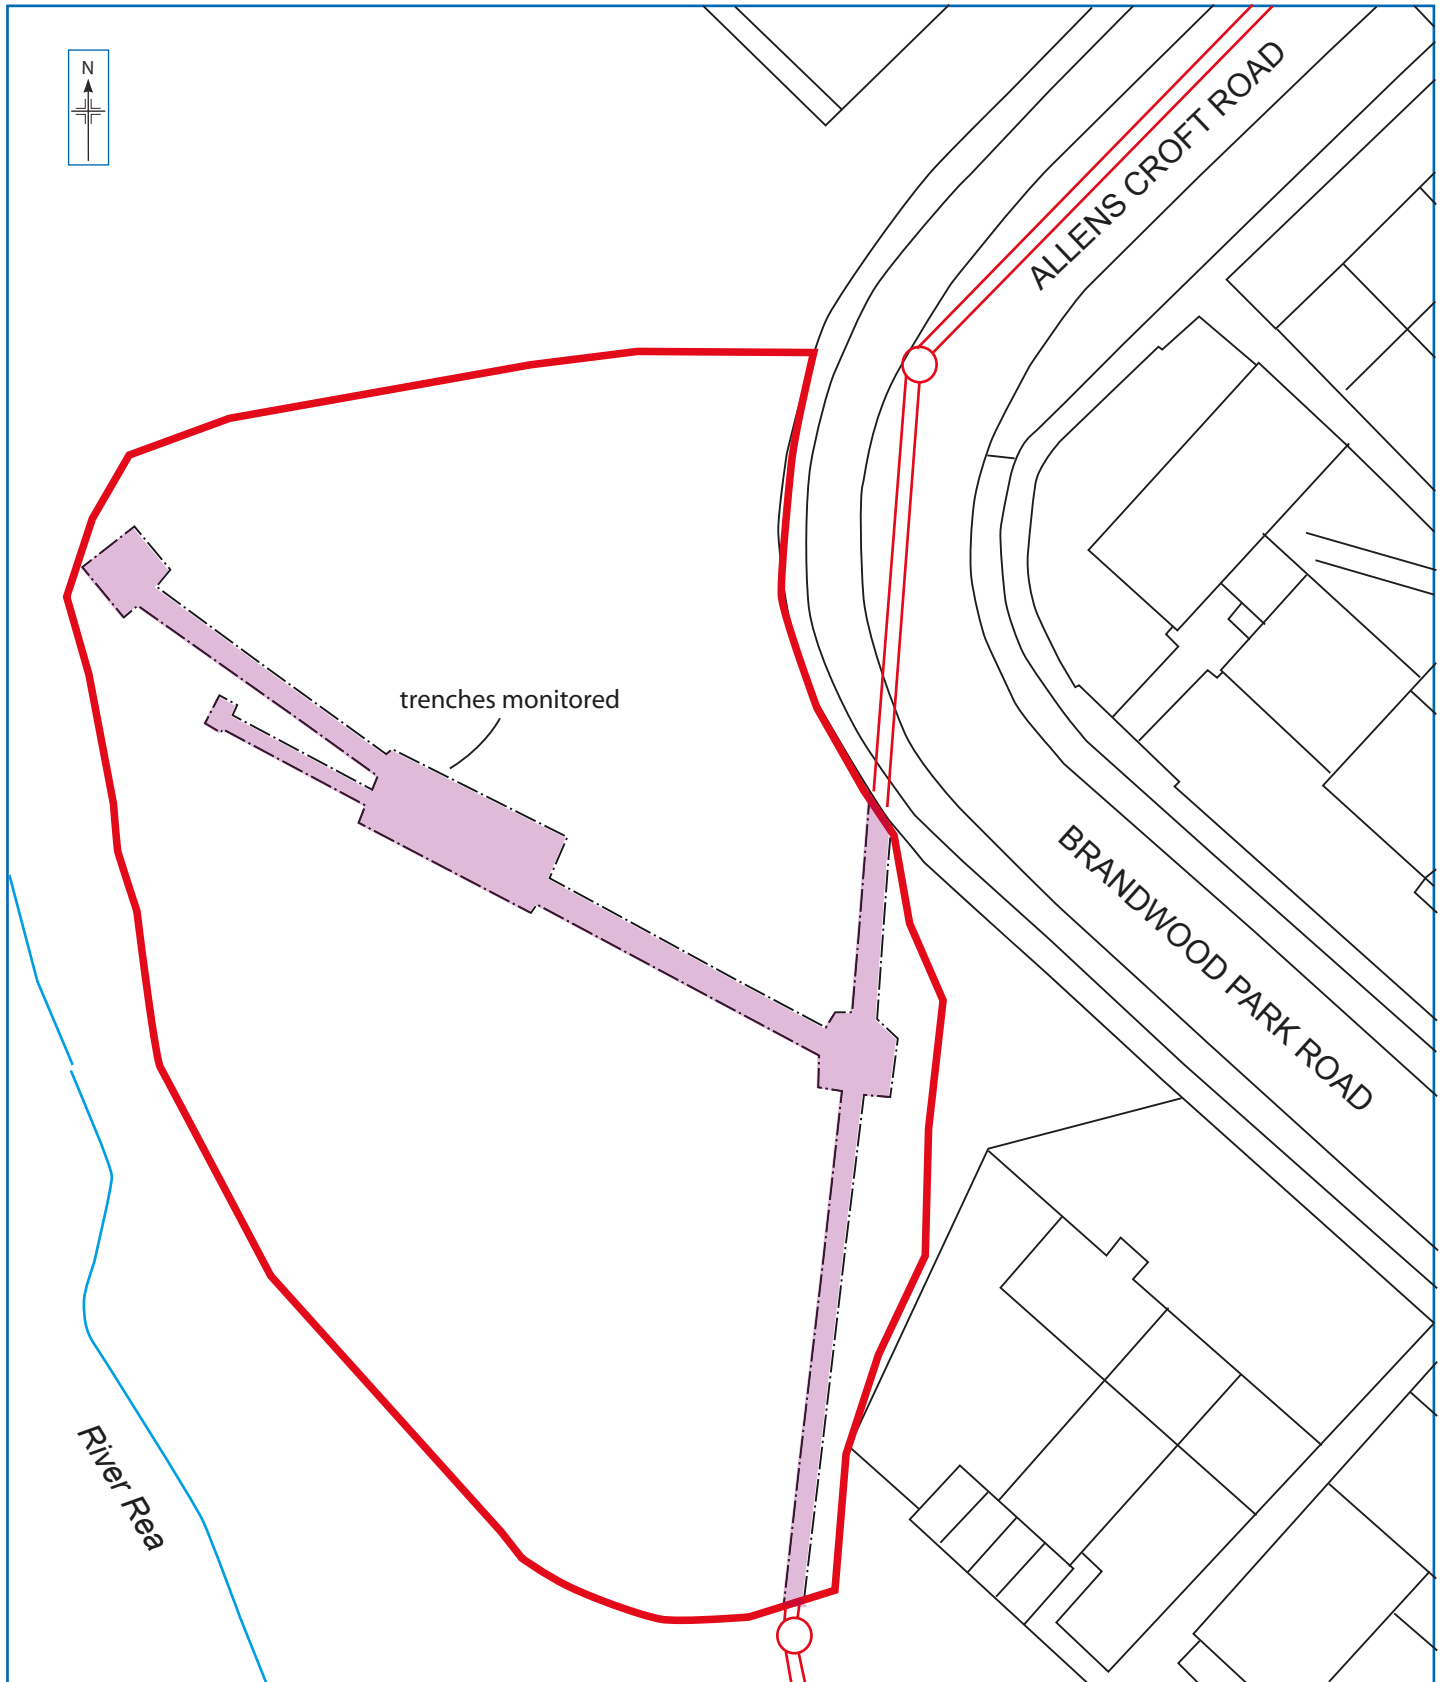 N
ALLENS CROFT ROAD
trenches monitored
BRANDWOOD PARK ROAD
River Rea